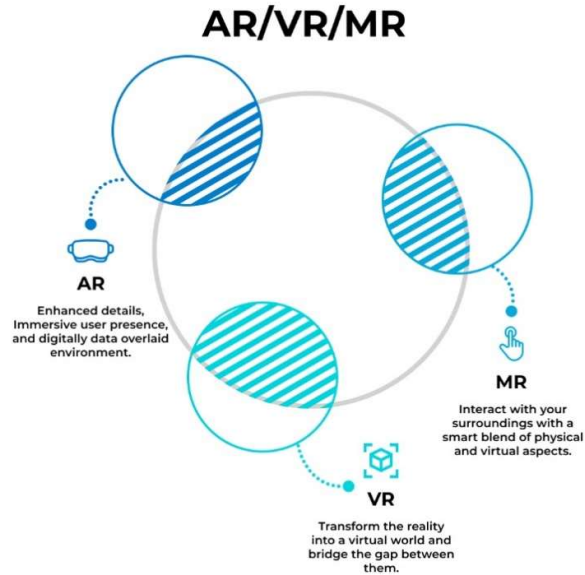 AR/VR/MR
AR
Enhanced details,
Immersive user presence,
and digitally data overlaid
environment.
MR
Interact with your
surroundings with a
smart blend of physical
and virtual aspects.
VR
Transform the reality
into a virtual world and
bridge the gap between
them.